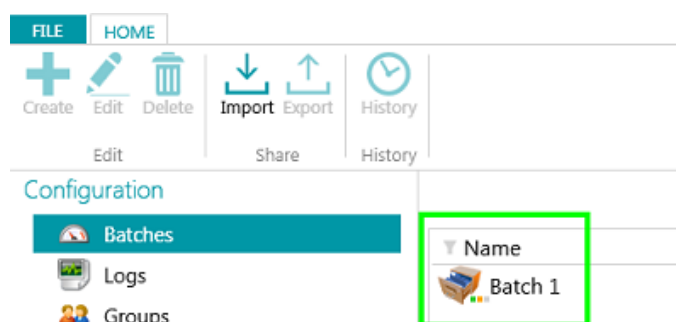 FILE HOME
Create Edit Delete Import Export History
Edit Share History
Configuration
Batches
Name
Logs
Batch 1
Groups